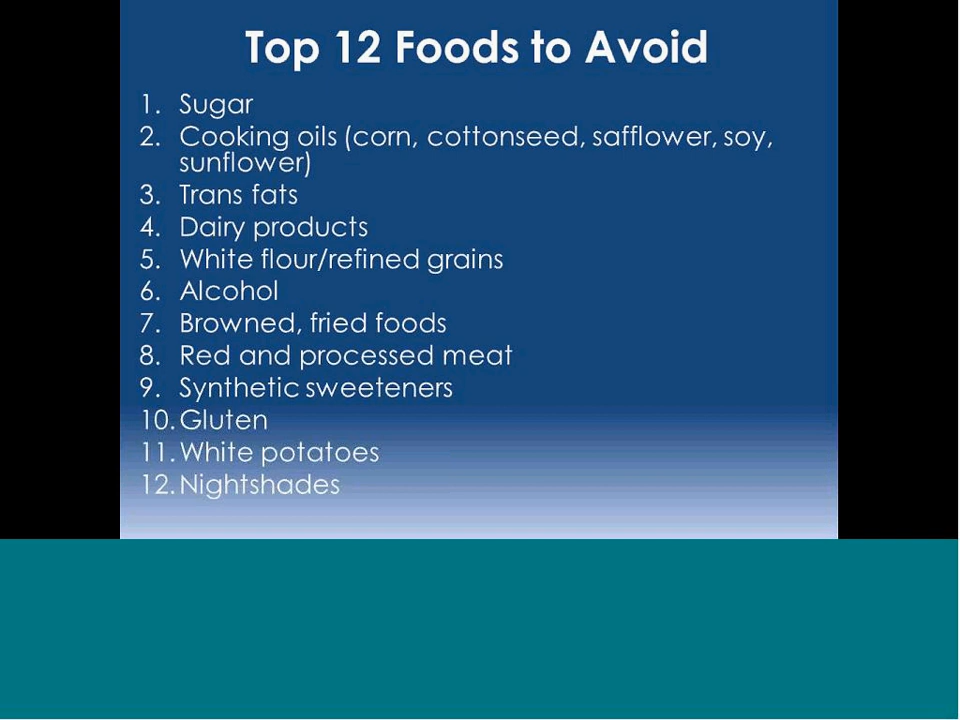 Top 12 Foods to Avoid
1. Sugar
2. Cooking oils (corn, cottonseed, safflower, soy,
sunflower)
3. Trans fats
4. Dairy products
5. White flour/refined grains
6. Alcohol
7. Browned, fried foods
8. Red and processed meat
9. Synthetic sweeteners
10. Gluten
11. White potatoes
12. Nightshades